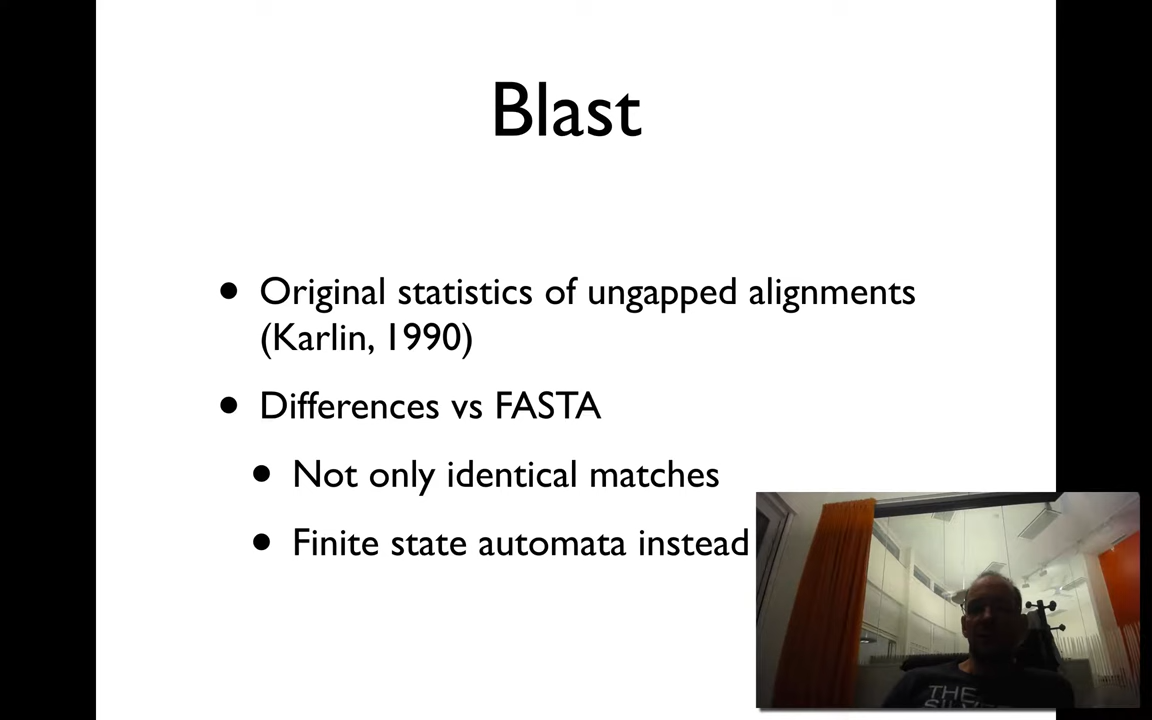 Blast
• Original statistics of ungapped alignments
(Karlin, 1990)
• Differences vs FASTA
• Not only identical matches
• Finite state automata instead
THE